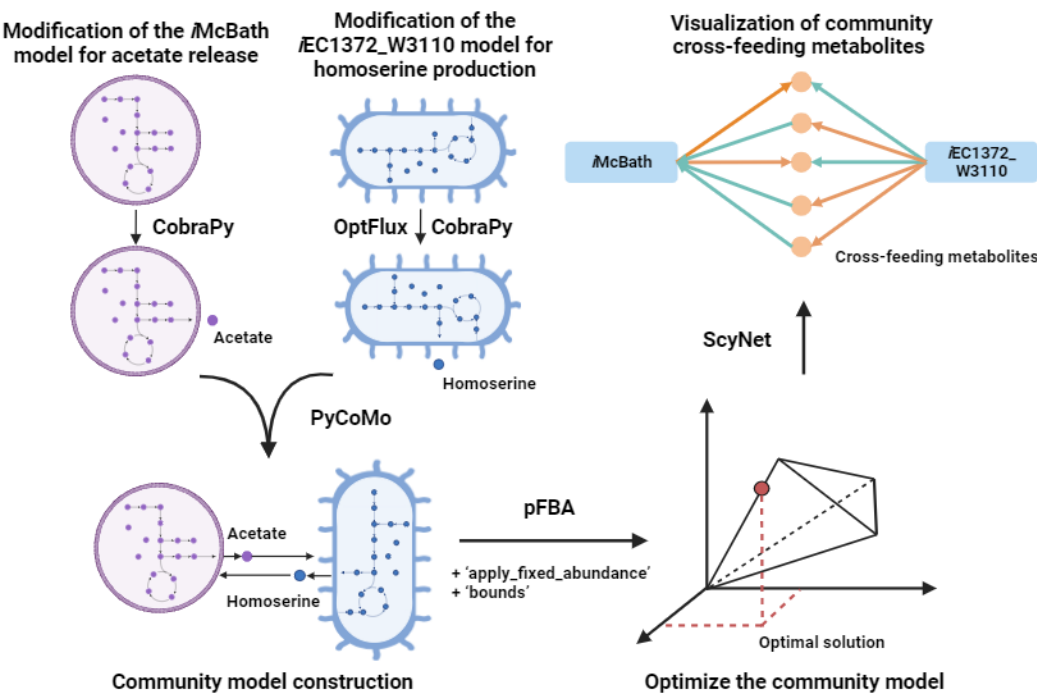 Modification of the iMcBath
model for acetate release
Modification of the
iEC1372_W3110 model for
homoserine production
Visualization of community
cross-feeding metabolites
iMcBath
iEC1372_
W3110
Cross-feeding metabolites
CobraPy
OptFlux
CobraPy
Acetate
Homoserine
ScyNet
PyCoMo
Acetate
Homoserine
pFBA
+ ‘apply_fixed_abundance’
+ ‘bounds’
Optimal solution
Community model construction
Optimize the community model